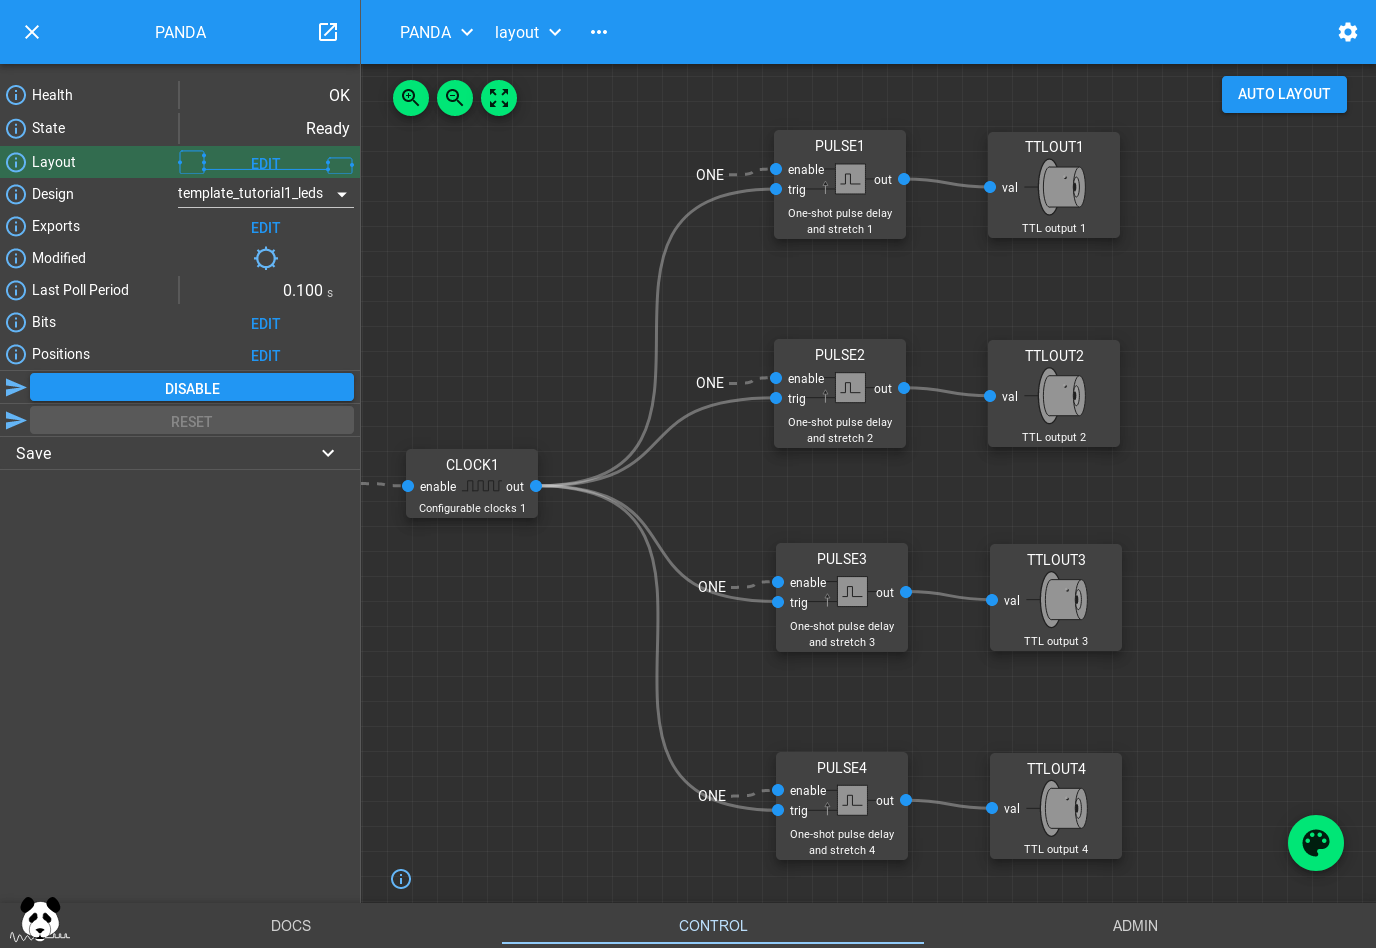 PANDA
PANDA
layout
Health
OK
State
Ready
Layout
EDIT
Design
template_tutorial1_leds
Exports
EDIT
Modified
Last Poll Period
0.100 s
Bits
EDIT
Positions
EDIT
DISABLE
RESET
Save
AUTO LAYOUT
PULSE1
ONE
enable
trig
out
One-shot pulse delay
and stretch 1
TTLOUT1
val
TTL output 1
PULSE2
ONE
enable
trig
out
One-shot pulse delay
and stretch 2
TTLOUT2
val
TTL output 2
CLOCK1
enable
out
Configurable clocks 1
PULSE3
ONE
enable
trig
out
One-shot pulse delay
and stretch 3
TTLOUT3
val
TTL output 3
PULSE4
ONE
enable
trig
out
One-shot pulse delay
and stretch 4
TTLOUT4
val
TTL output 4
DOCS
CONTROL
ADMIN